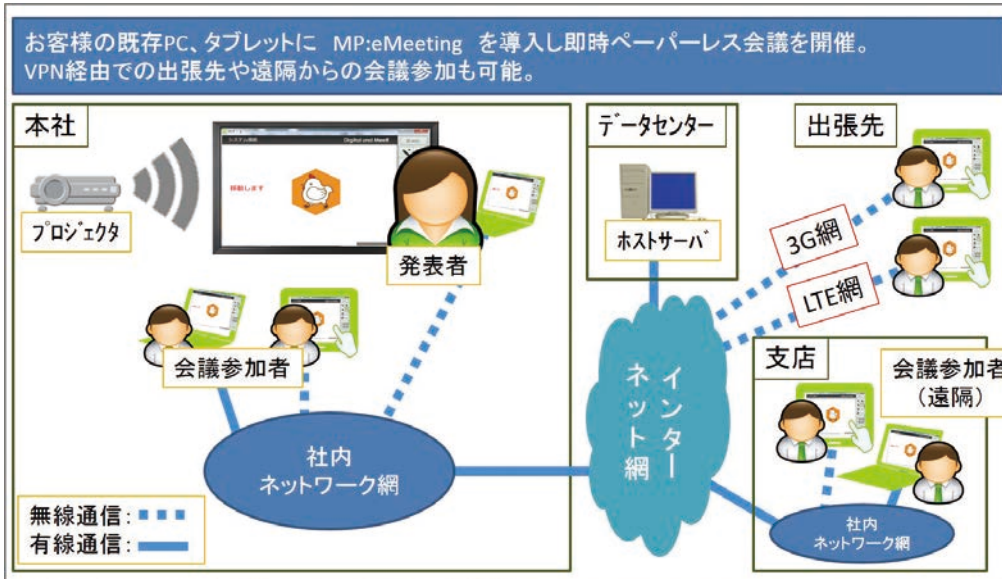 お客様の既存PC、タブレットに MP:eMeeting を導入し即時ペーパーレス会議を開催。
VPN経由での出張先や遠隔からの会議参加も可能。
本社
ﾌﾟﾛｼﾞｪｸﾀ
移動します
発表者
会議参加者
社内
ネットワーク網
無線通信:
有線通信:
ﾃﾞｰﾀｾﾝﾀｰ
ﾎｽﾄｻｰﾊﾞ
インター
ネット網
出張先
3G網
LTE網
支店
会議参加者
（遠隔）
社内
ネットワーク網